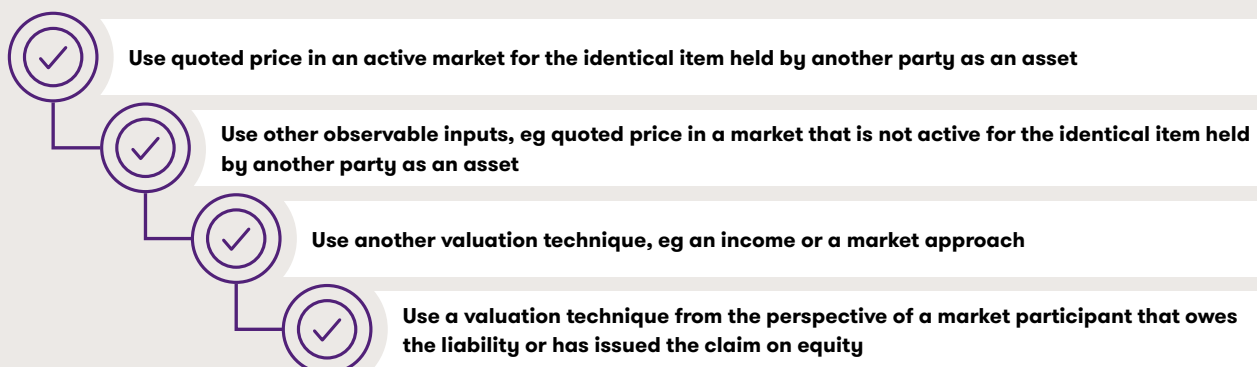 Use quoted price in an active market for the identical item held by another party as an asset
Use other observable inputs, eg quoted price in a market that is not active for the identical item held
by another party as an asset
Use another valuation technique, eg an income or a market approach
Use a valuation technique from the perspective of a market participant that owes
the liability or has issued the claim on equity